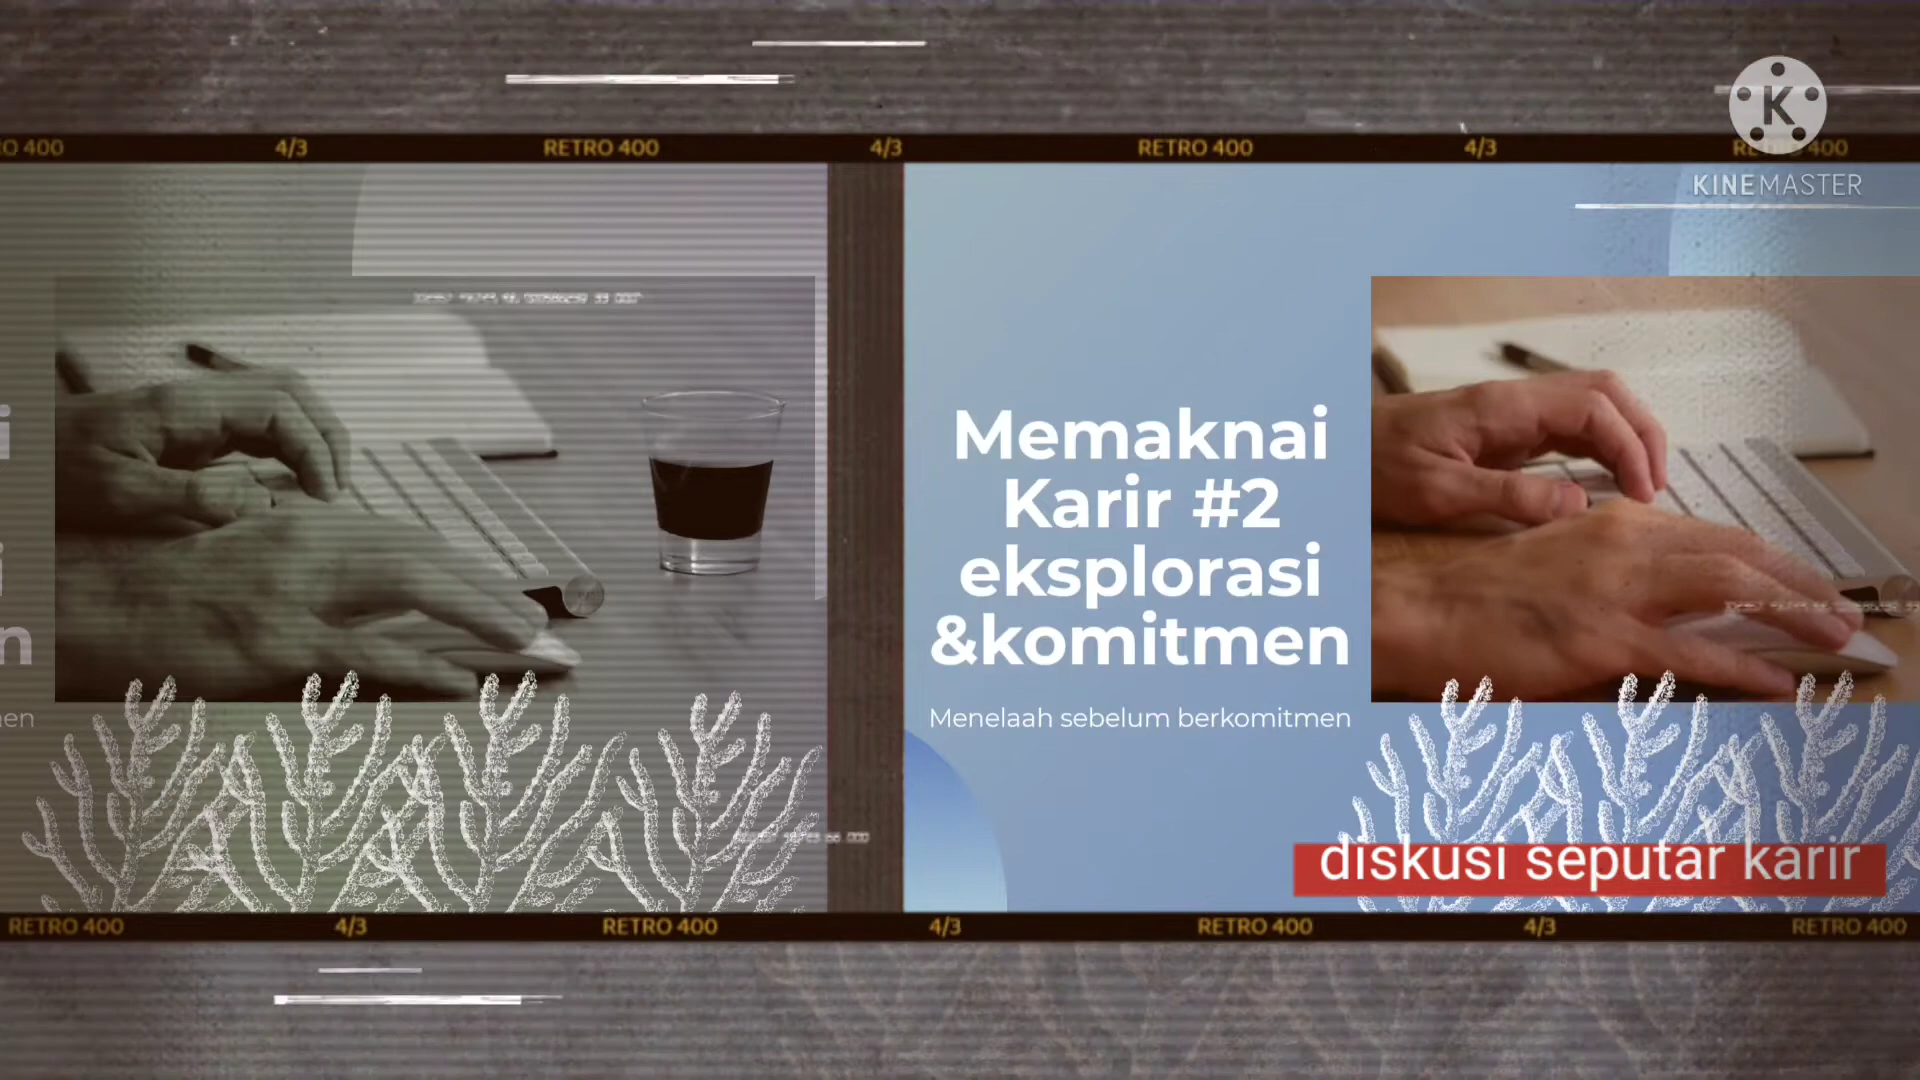 RETRO 400
4/3
RETRO 400
4/3
RETRO 400
4/3
K
KINEMASTER
Memaknai
Karir #2
eksplorasi
&komitmen
Menelaah sebelum berkomitmen
diskusi seputar karir
RETRO 400
4/3
RETRO 400
4/3
RETRO 400
4/3
RETRO 400